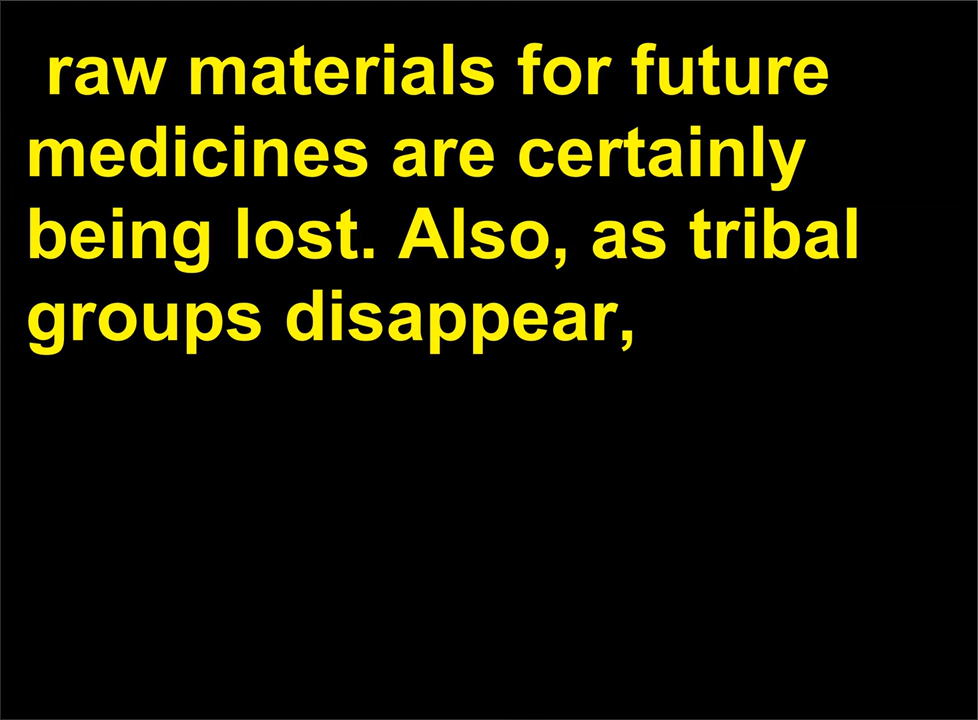 raw materials for future
medicines are certainly
being lost. Also, as tribal
groups disappear,